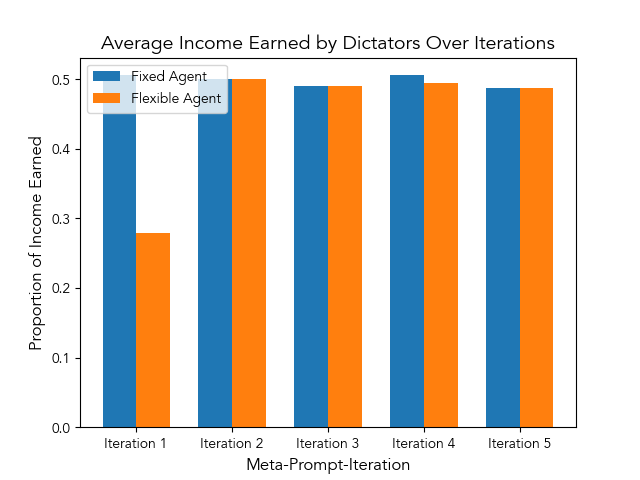 Average Income Earned by Dictators Over Iterations
Fixed Agent
Flexible Agent
Proportion of Income Earned
0.5
0.4
0.3
0.2
0.1
0.0
Iteration 1
Iteration 2
Iteration 3
Iteration 4
Iteration 5
Meta-Prompt-Iteration